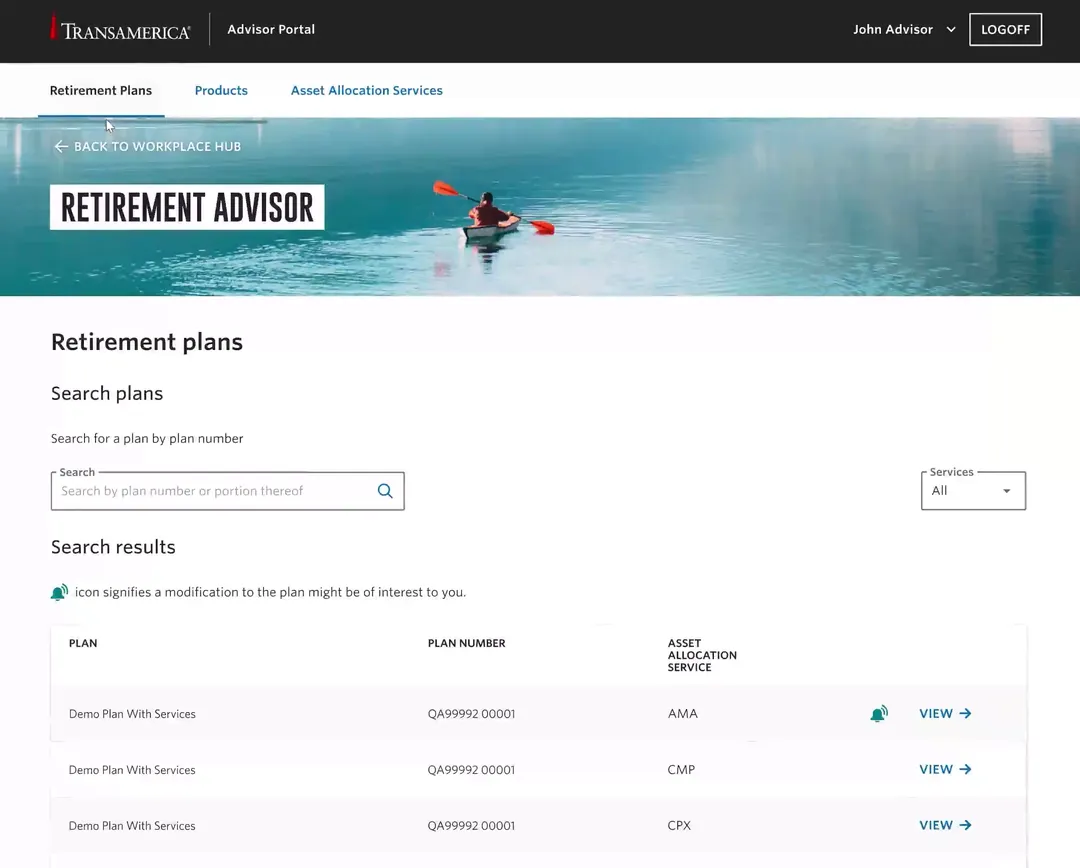 TRANSAMERICA® Advisor Portal John Advisor LOGOFF
Retirement Plans Products Asset Allocation Services
BACK TO WORKPLACE HUB
RETIREMENT ADVISOR
Retirement plans
Search plans
Search for a plan by plan number
Search Services
Search by plan number or portion thereof All
Search results
icon signifies a modification to the plan might be of interest to you.
PLAN PLAN NUMBER ASSET ALLOCATION SERVICE
Demo Plan With Services QA99992 00001 AMA VIEW
Demo Plan With Services QA99992 00001 CMP VIEW
Demo Plan With Services QA99992 00001 CPX VIEW